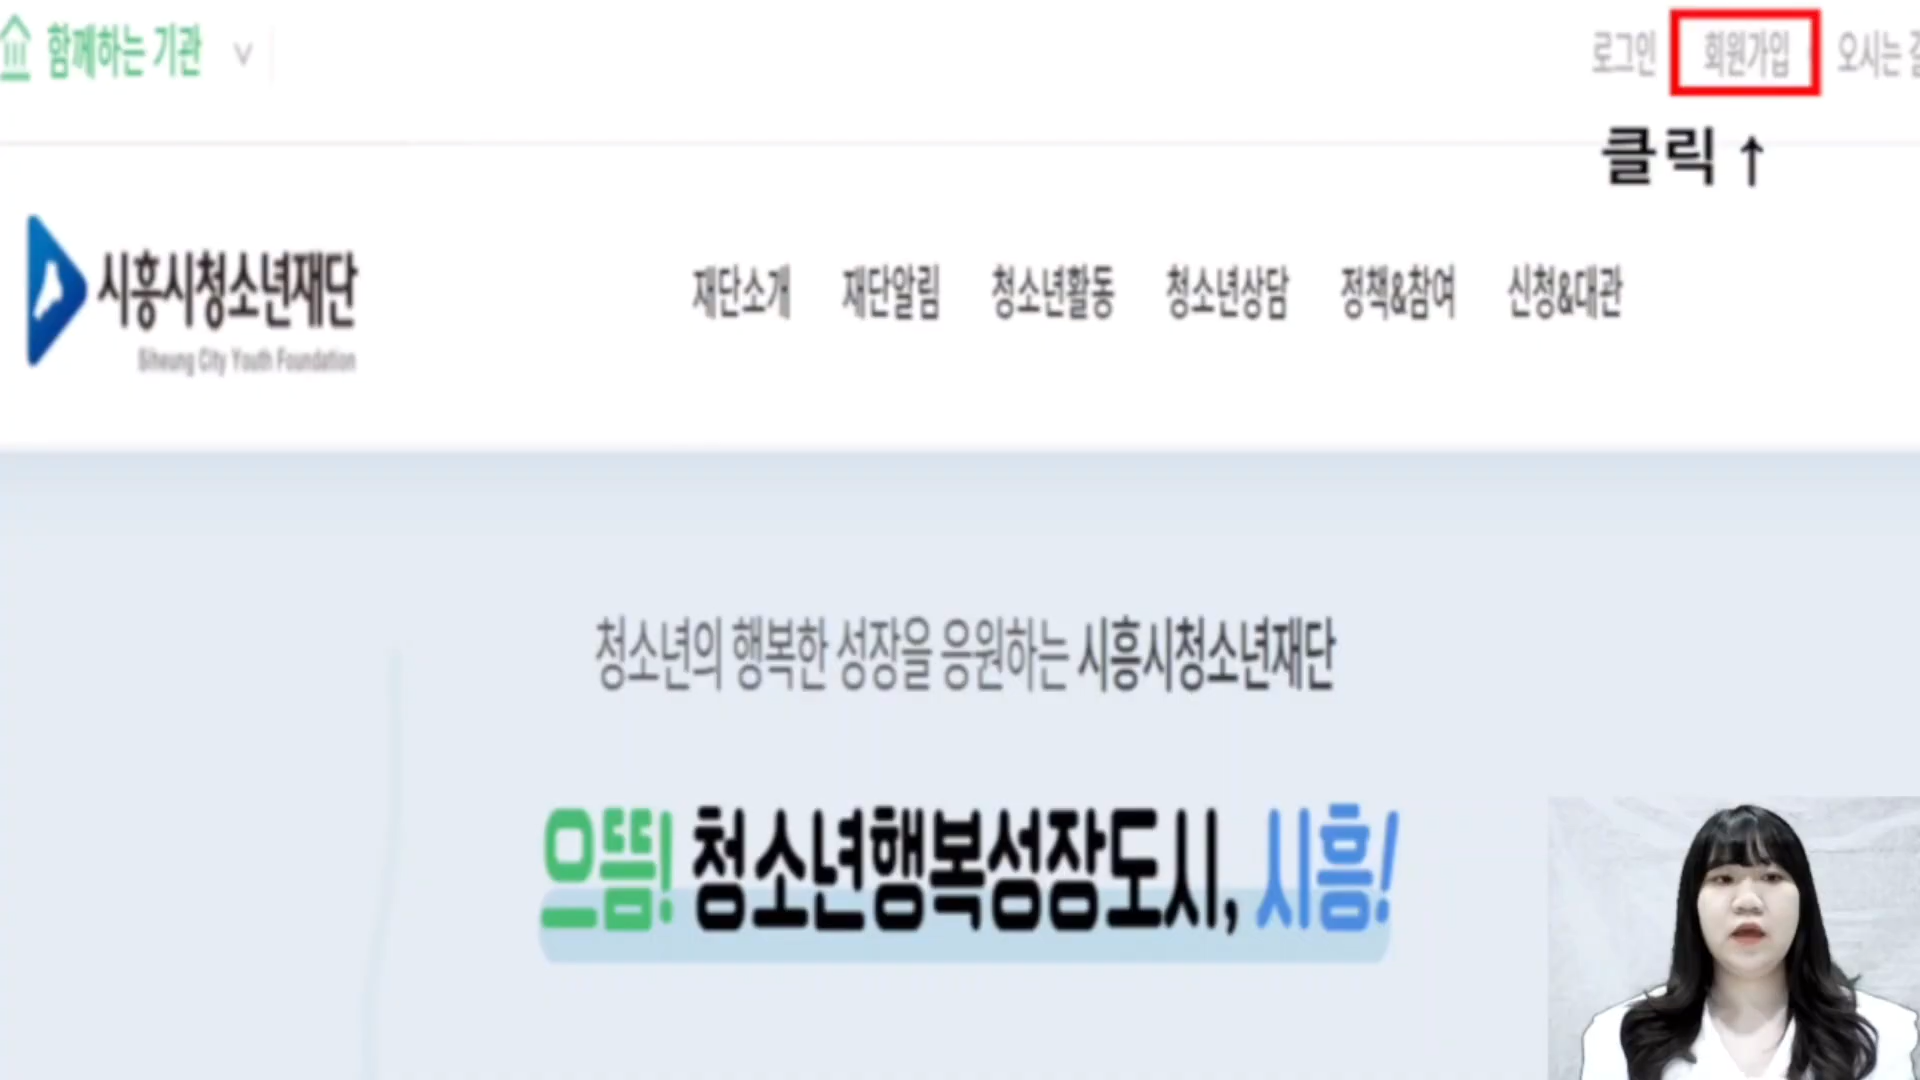 함께하는 기관
로그인 회원가입 오시는 길
클릭 ↑
시흥시청소년재단
Siheung City Youth Foundation
재단소개 재단알림 청소년활동 청소년상담 정책&참여 신청&대관
청소년의 행복한 성장을 응원하는 시흥시청소년재단
으뜸! 청소년행복성장도시, 시흥!